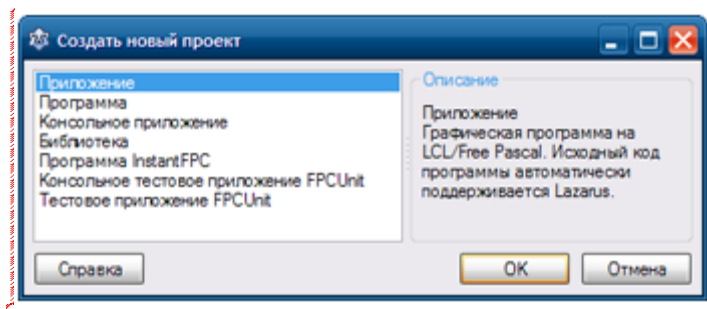 Создать новый проект
Приложение
Программа
Консольное приложение
Библиотека
Программа InstantFPC
Консольное тестовое приложение FPCUnit
Тестовое приложение FPCUnit
Описание
Приложение
Графическая программа на
LCL/Free Pascal. Исходный код
программы автоматически
поддерживается Lazarus.
Справка
OK
Отмена